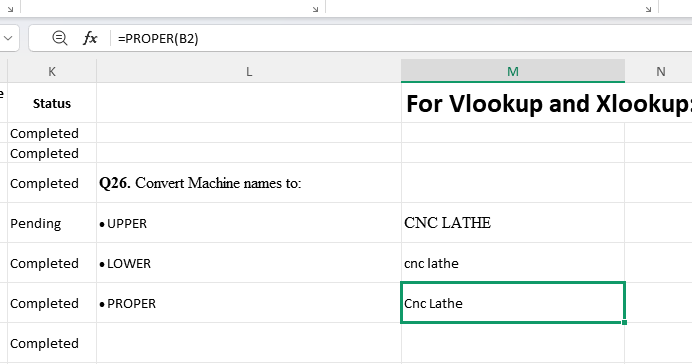 fx =PROPER(B2)
K L M N
e Status For Vlookup and Xlookup:
Completed
Completed
Completed Q26. Convert Machine names to:
Pending • UPPER CNC LATHE
Completed • LOWER cnc lathe
Completed • PROPER Cnc Lathe
Completed